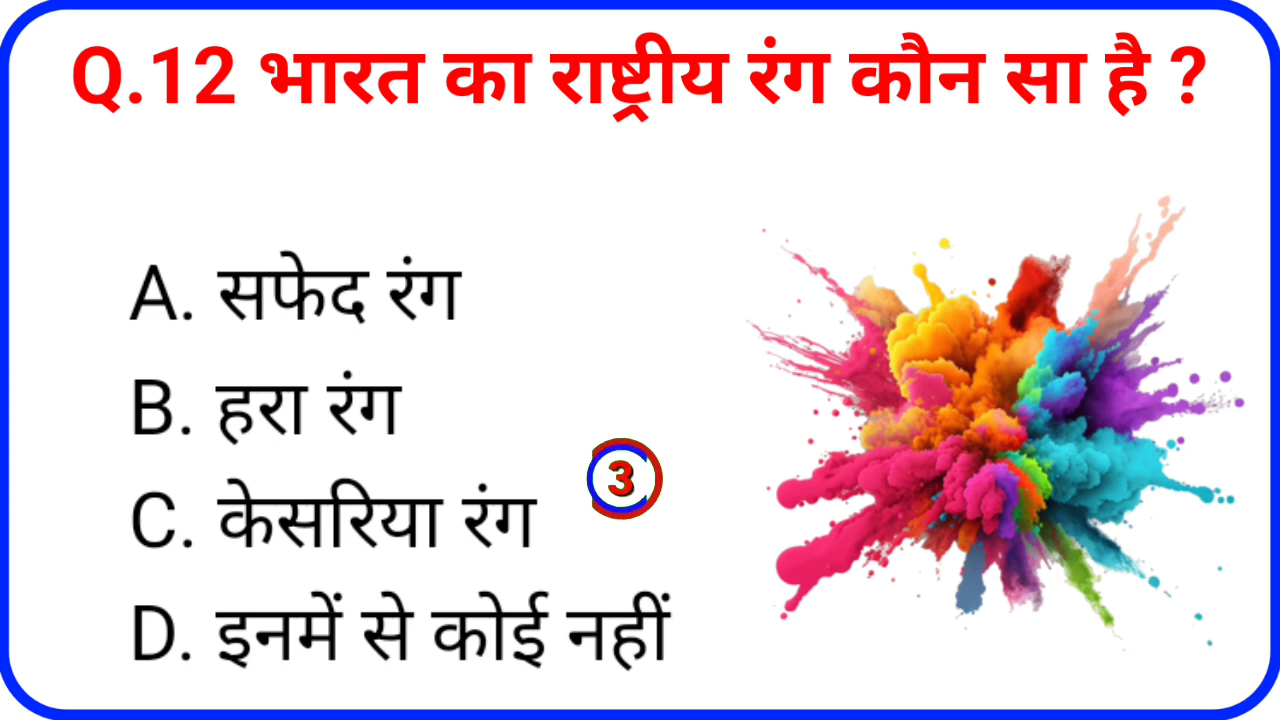 Q.12 भारत का राष्ट्रीय रंग कौन सा है ?
A. सफेद रंग
B. हरा रंग
C. केसरिया रंग
3
D. इनमें से कोई नहीं